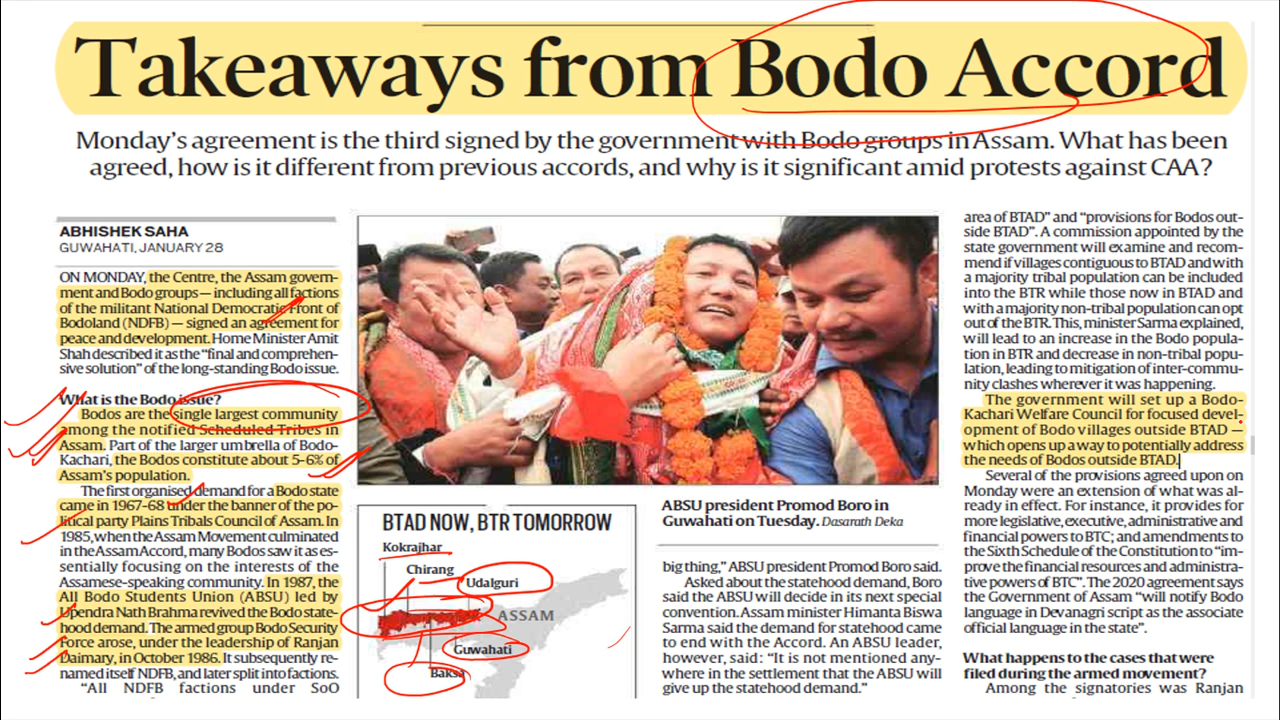 Takeaways from Bodo Accord
Monday's agreement is the third signed by the government with Bodo groups in Assam. What has been
agreed, how is it different from previous accords, and why is it significant amid protests against CAA?
ABHISHEK SAHA
GUWAHATI, JANUARY 28
ON MONDAY, the Centre, the Assam govern-
ment and Bodo groups — including all factions
of the militant National Democratic Front of
Bodoland (NDFB) — signed an agreement for
peace and development. Home Minister Amit
Shah described it as the "final and comprehen-
sive solution" of the long-standing Bodo issue.
What is the Bodo issue?
Bodos are the single largest community
among the notified Scheduled Tribes in
Assam. Part of the larger umbrella of Bodo-
Kachari, the Bodos constitute about 5-6% of
Assam's population.
The first organised demand for a Bodo state
came in 1967-68 under the banner of the po-
litical party Plains Tribals Council of Assam. In
1985, when the Assam Movement culminated
in the Assam Accord, many Bodos saw it as es-
sentially focusing on the interests of the
Assamese-speaking community. In 1987, the
All Bodo Students Union (ABSU) led by
Upendra Nath Brahma revived the Bodo state-
hood demand. The armed group Bodo Security
Force arose, under the leadership of Ranjan
Daimary, in October 1986. It subsequently re-
named itself NDFB, and later split into factions.
"All NDFB factions under SoO
BTAD NOW, BTR TOMORROW
Kokrajhar
Chirang
Udalguri
ASSAM
Guwahati
Baksa
ABSU president Promod Boro in
Guwahati on Tuesday. Dasarath Deka
big thing," ABSU president Promod Boro said.
Asked about the statehood demand, Boro
said the ABSU will decide in its next special
convention. Assam minister Himanta Biswa
Sarma said the demand for statehood came
to end with the Accord. An ABSU leader,
however, said: "It is not mentioned any-
where in the settlement that the ABSU will
give up the statehood demand."
area of BTAD" and "provisions for Bodos out-
side BTAD". A commission appointed by the
state government will examine and recom-
mend if villages contiguous to BTAD and with
a majority tribal population can be included
into the BTR while those now in BTAD and
with a majority non-tribal population can opt
out of the BTR. This, minister Sarma explained,
will lead to an increase in the Bodo popula-
tion in BTR and decrease in non-tribal popu-
lation, leading to mitigation of inter-commu-
nity clashes wherever it was happening.
The government will set up a Bodo-
Kachari Welfare Council for focused devel-
opment of Bodo villages outside BTAD —
which opens up a way to potentially address
the needs of Bodos outside BTAD.
Several of the provisions agreed upon on
Monday were an extension of what was al-
ready in effect. For instance, it provides for
more legislative, executive, administrative and
financial powers to BTC; and amendments to
the Sixth Schedule of the Constitution to "im-
prove the financial resources and administra-
tive powers of BTC". The 2020 agreement says
the Government of Assam "will notify Bodo
language in Devanagri script as the associate
official language in the state".
What happens to the cases that were
filed during the armed movement?
Among the signatories was Ranjan